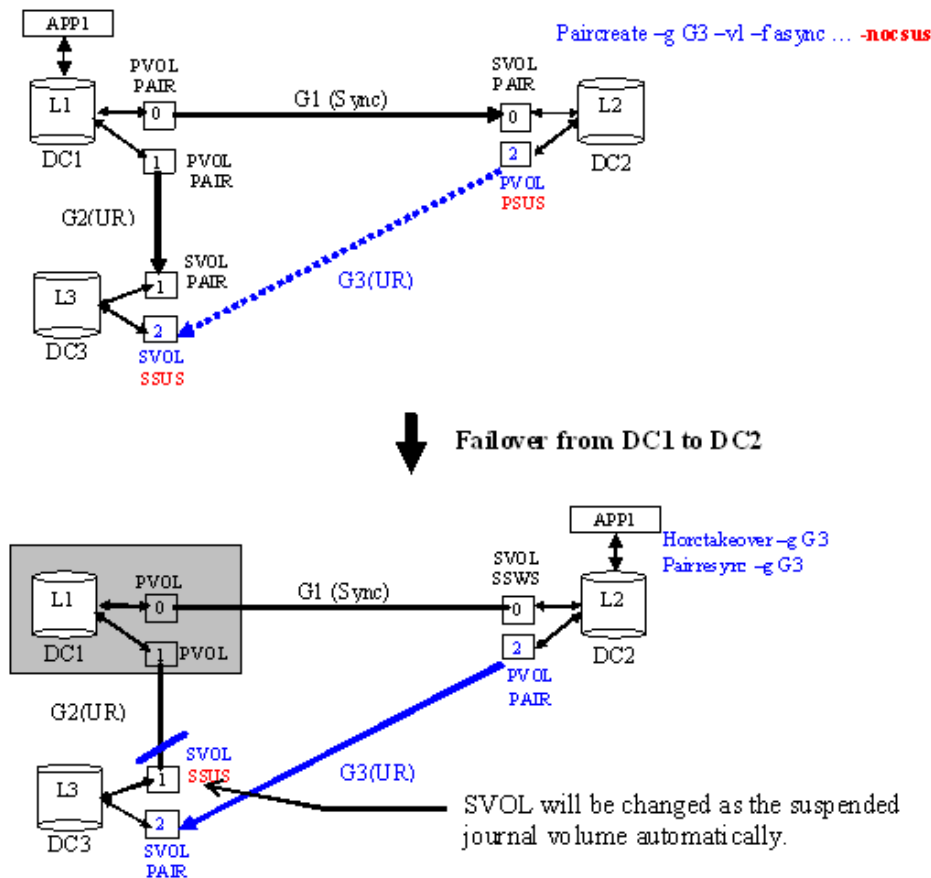 APP1
Paircreate –g G3 –vl –f async … -nocsus
PVOL
PAIR
SVOL
PAIR
L1
0
G1 (Sync)
0
L2
DC1
1
PVOL
PAIR
2
DC2
PVOL
PSUS
G2(UR)
SVOL
PAIR
L3
1
G3(UR)
2
DC3
SVOL
SSUS
Failover from DC1 to DC2
APP1
Horctakeover –g G3
Pairresync –g G3
PVOL
SVOL
SSWS
L1
0
G1 (Sync)
0
L2
DC1
1
PVOL
2
DC2
PVOL
PAIR
G2(UR)
SVOL
SSUS
G3(UR)
L3
1
SVOL will be changed as the suspended
journal volume automatically.
2
DC3
SVOL
PAIR